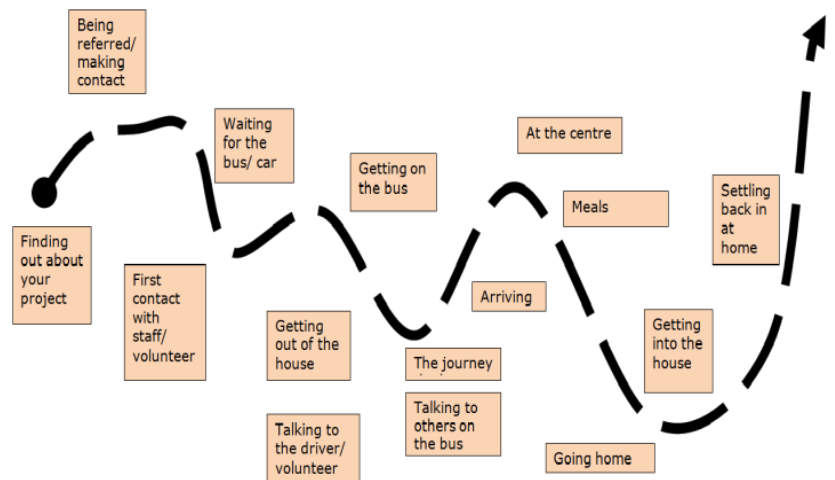 Being
referred/
making
contact
Waiting
for the
bus/ car
At the centre
Getting on
the bus
Settling
back in
at
home
Meals
Finding
out about
your
project
First
contact
with
staff/
volunteer
Arriving
Getting
out of the
house
Getting
into the
house
The journey
Talking to
others on
the bus
Talking to
the driver/
volunteer
Going home